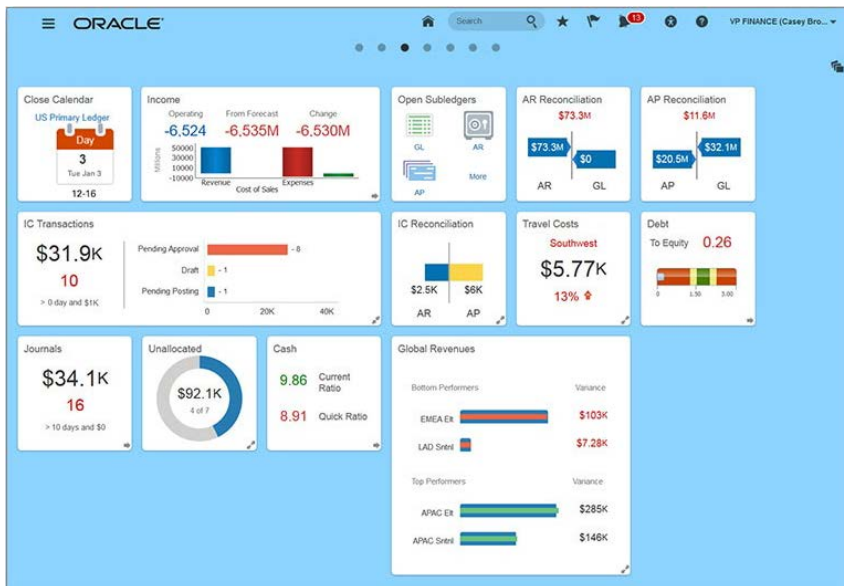 ORACLE
Search
13
VP FINANCE (Casey Bro...
Close Calendar
US Primary Ledger
Day
3
Tue Jan 3
12-16
Income
Operating From Forecast Change
-6,524 -6,535M -6,530M
Millions
50000
30000
10000
-10000
Revenue Expenses
Cost of Sales
Open Subledgers
GL
AR
AP
More
AR Reconciliation
$73.3M
$73.3M
$0
AR GL
AP Reconciliation
$11.6M
$20.5M
$32.1M
AP GL
IC Transactions
$31.9K
10
> 0 day and $1K
Pending Approval - 8
Draft - 1
Pending Posting - 1
0 20K 40K
IC Reconciliation
$2.5K $6K
AR AP
Travel Costs
Southwest
$5.77K
13%
Debt
To Equity 0.26
0 1.50 3.00
Journals
$34.1K
16
> 10 days and $0
Unallocated
$92.1K
4 of 7
Cash
9.86 Current Ratio
8.91 Quick Ratio
Global Revenues
Bottom Performers Variance
EMEA Elt $103K
LAD Sntnl $7.28K
Top Performers Variance
APAC Elt $285K
APAC Sntnl $146K